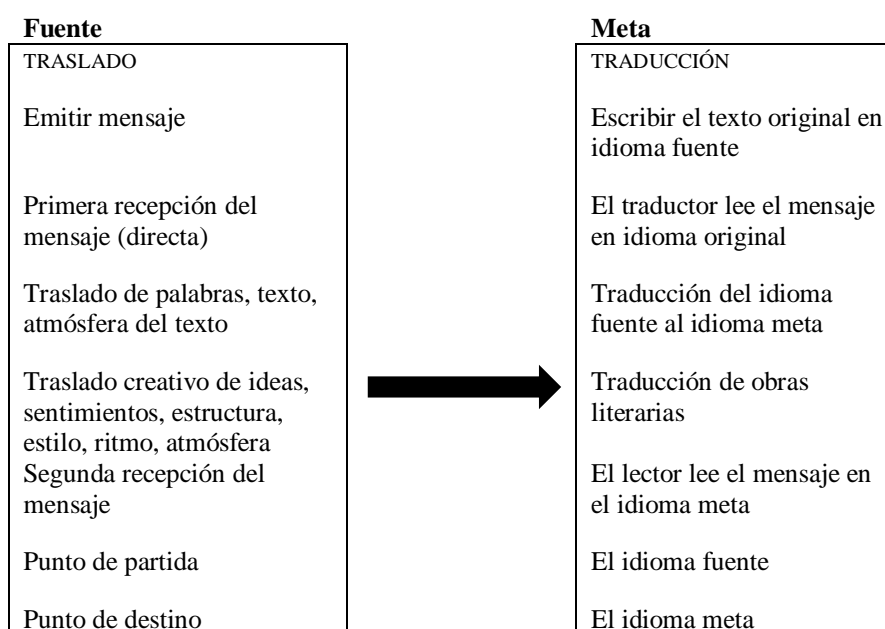 Fuente
TRASLADO
Emitir mensaje
Primera recepción del
mensaje (directa)
Traslado de palabras, texto,
atmósfera del texto
Traslado creativo de ideas,
sentimientos, estructura,
estilo, ritmo, atmósfera
Segunda recepción del
mensaje
Punto de partida
Punto de destino
Meta
TRADUCCIÓN
Escribir el texto original en
idioma fuente
El traductor lee el mensaje
en idioma original
Traducción del idioma
fuente al idioma meta
Traducción de obras
literarias
El lector lee el mensaje en
el idioma meta
El idioma fuente
El idioma meta